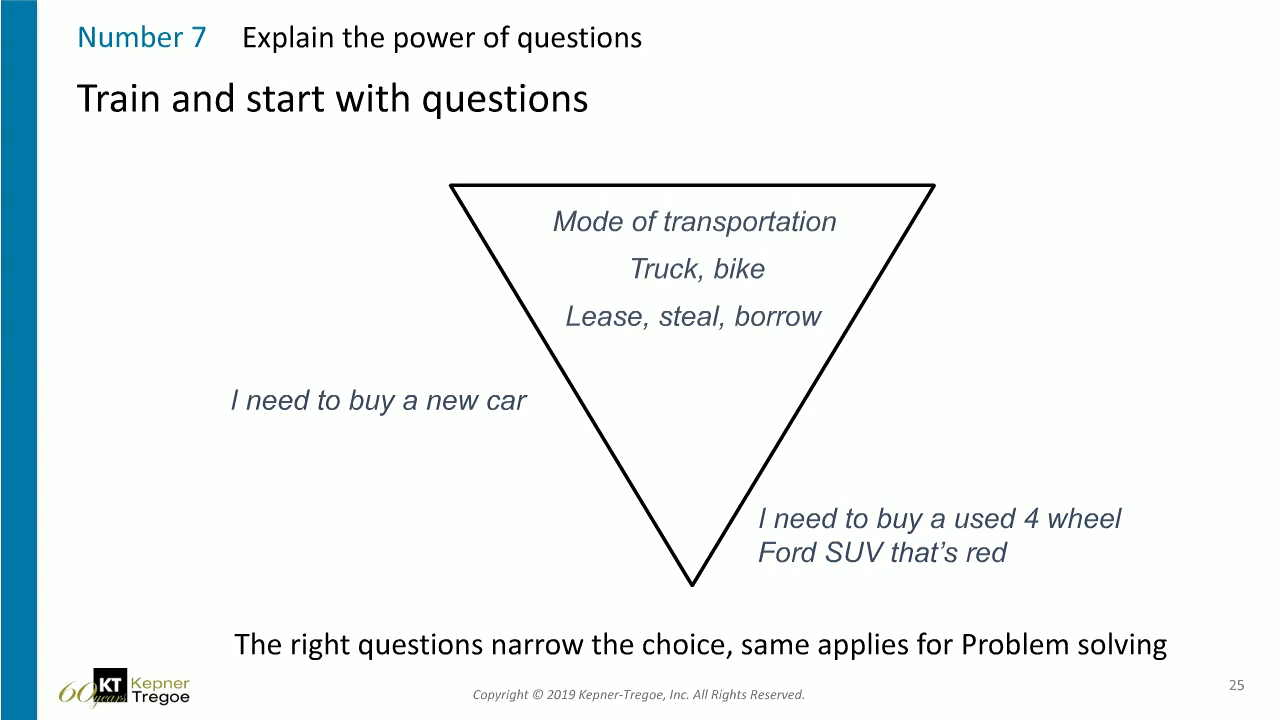 Number 7 Explain the power of questions
Train and start with questions
Mode of transportation
Truck, bike
Lease, steal, borrow
I need to buy a new car
I need to buy a used 4 wheel
Ford SUV that’s red
The right questions narrow the choice, same applies for Problem solving
60 years KT Kepner
Tregoe
Copyright © 2019 Kepner-Tregoe, Inc. All Rights Reserved.
25